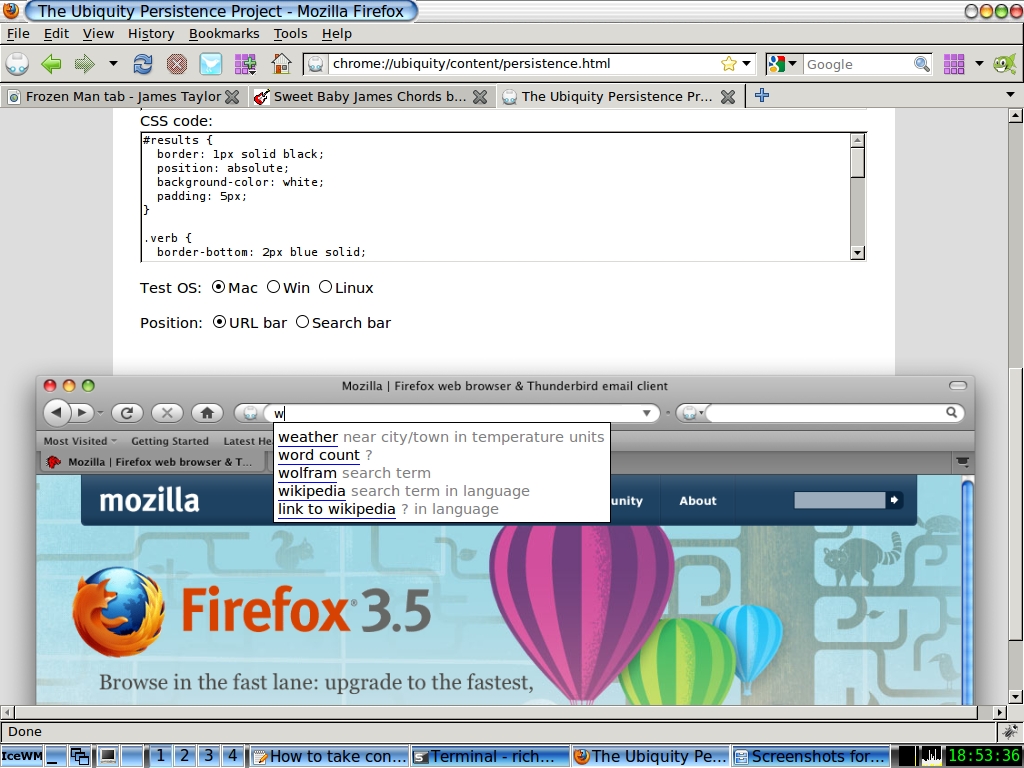 The Ubiquity Persistence Project - Mozilla Firefox
File Edit View History Bookmarks Tools Help
chrome://ubiquity/content/persistence.html
Google
Frozen Man tab - James Taylor
Sweet Baby James Chords b...
The Ubiquity Persistence Pr...
CSS code:
#results {
  border: 1px solid black;
  position: absolute;
  background-color: white;
  padding: 5px;
}
.verb {
  border-bottom: 2px blue solid;
Test OS: Mac Win Linux
Position: URL bar Search bar
Mozilla | Firefox web browser & Thunderbird email client
w
Most Visited Getting Started Latest He
weather near city/town in temperature units
word count ?
wolfram search term
wikipedia search term in language
link to wikipedia ? in language
Mozilla | Firefox web browser & T...
mozilla
unity About
Firefox® 3.5
Browse in the fast lane: upgrade to the fastest,
Done
IceWM 1 2 3 4 How to take con... Terminal - rich... The Ubiquity Pe... Screenshots for... 18:53:36